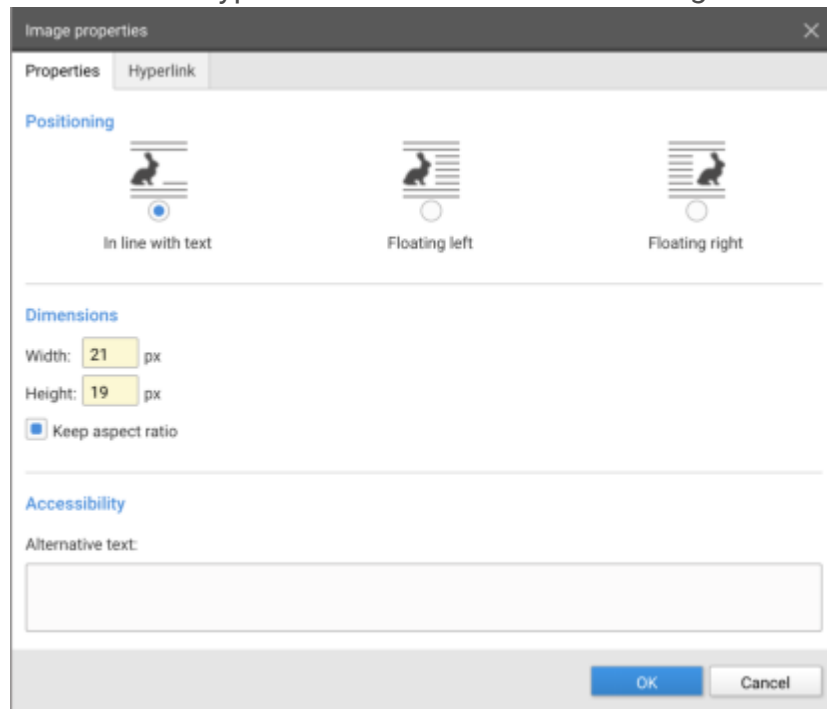 Image properties
Properties Hyperlink
Positioning
In line with text Floating left Floating right
Dimensions
Width: 21 px
Height: 19 px
Keep aspect ratio
Accessibility
Alternative text:
OK Cancel